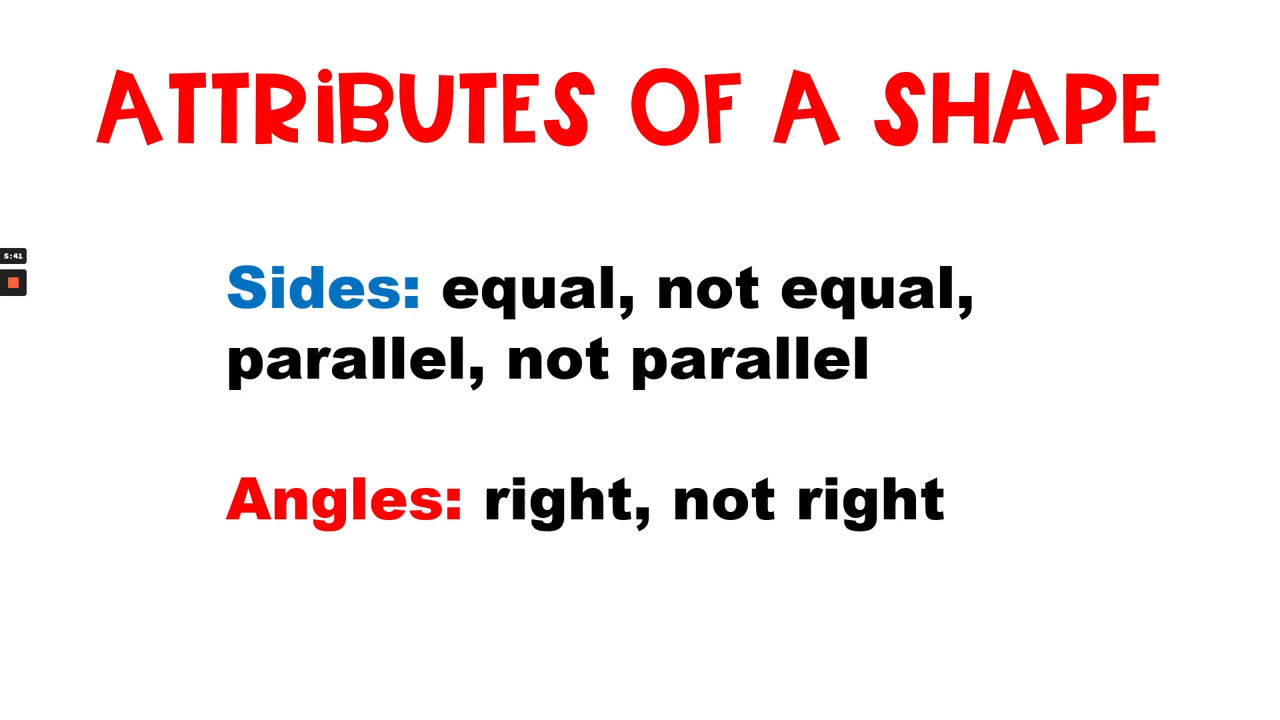 ATTRiBUTES OF A SHAPE
5:41
Sides: equal, not equal,
parallel, not parallel
Angles: right, not right